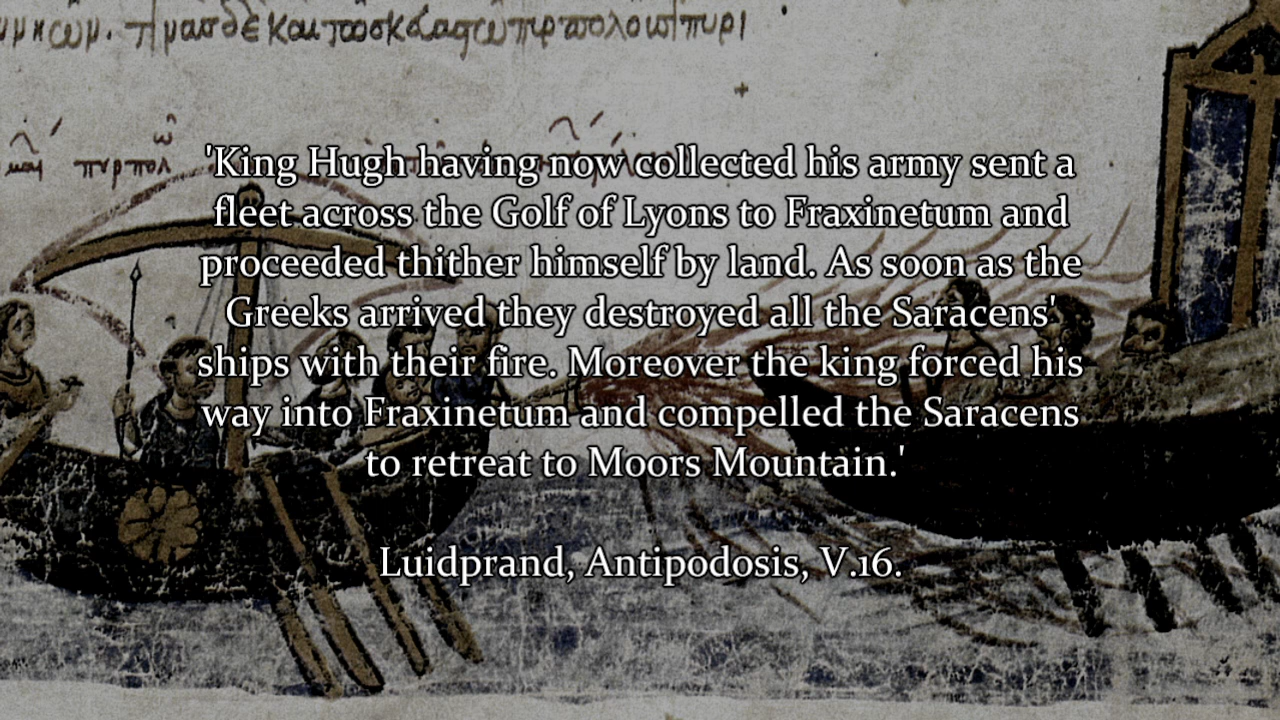 'King Hugh having now collected his army sent a
fleet across the Golf of Lyons to Fraxinetum and
proceeded thither himself by land. As soon as the
Greeks arrived they destroyed all the Saracens'
ships with their fire. Moreover the king forced his
way into Fraxinetum and compelled the Saracens
to retreat to Moors Mountain.'
Luidprand, Antipodosis, V.16.